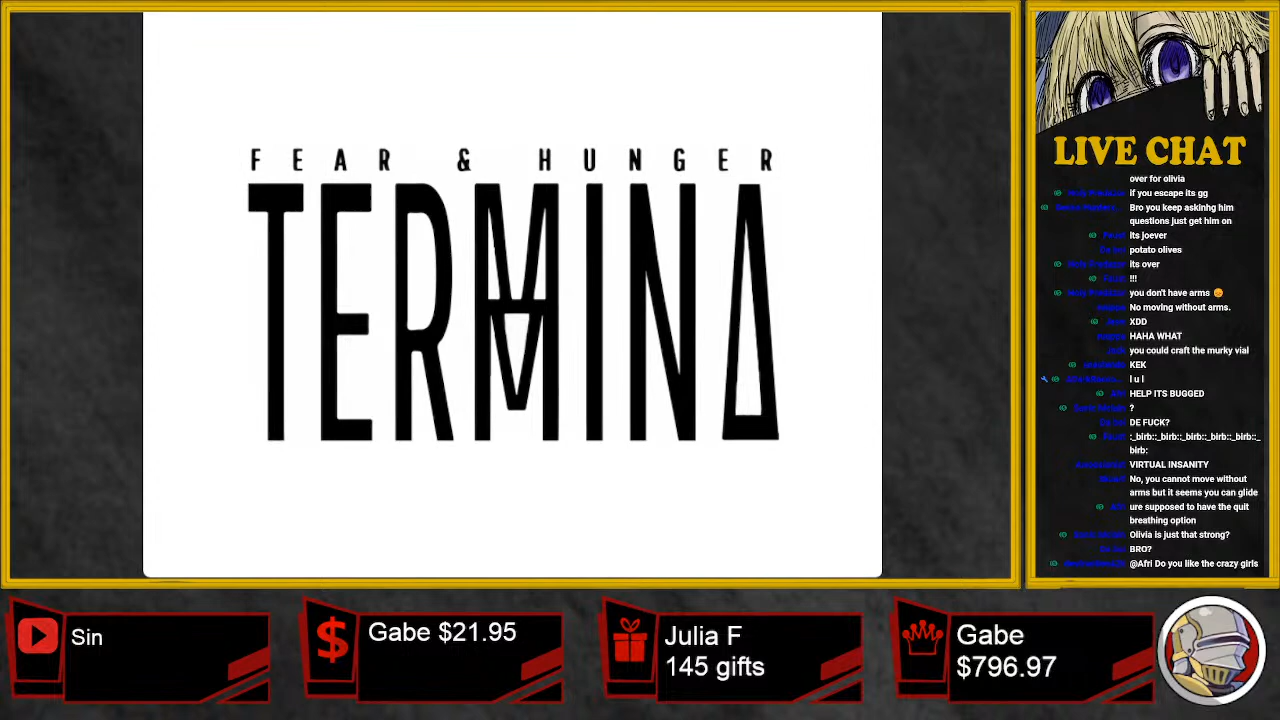 FEAR & HUNGER
TERMINA
LIVE CHAT
over for olivia
if you escape its gg
Bro you keep askinhg him
questions just get him on
its joever
potato olives
its over
!!!
you don't have arms
No moving without arms.
XDD
HAHA WHAT
you could craft the murky vial
KEK
l u l
Afri HELP ITS BUGGED
?
DE FUCK?
:_birb::_birb::_birb::_birb::_birb::_
birb:
VIRTUAL INSANITY
No, you cannot move without
arms but it seems you can glide
Afri ure supposed to have the quit
breathing option
Olivia is just that strong?
BRO?
@Afri Do you like the crazy girls
Sin
Gabe $21.95
Julia F
145 gifts
Gabe
$796.97